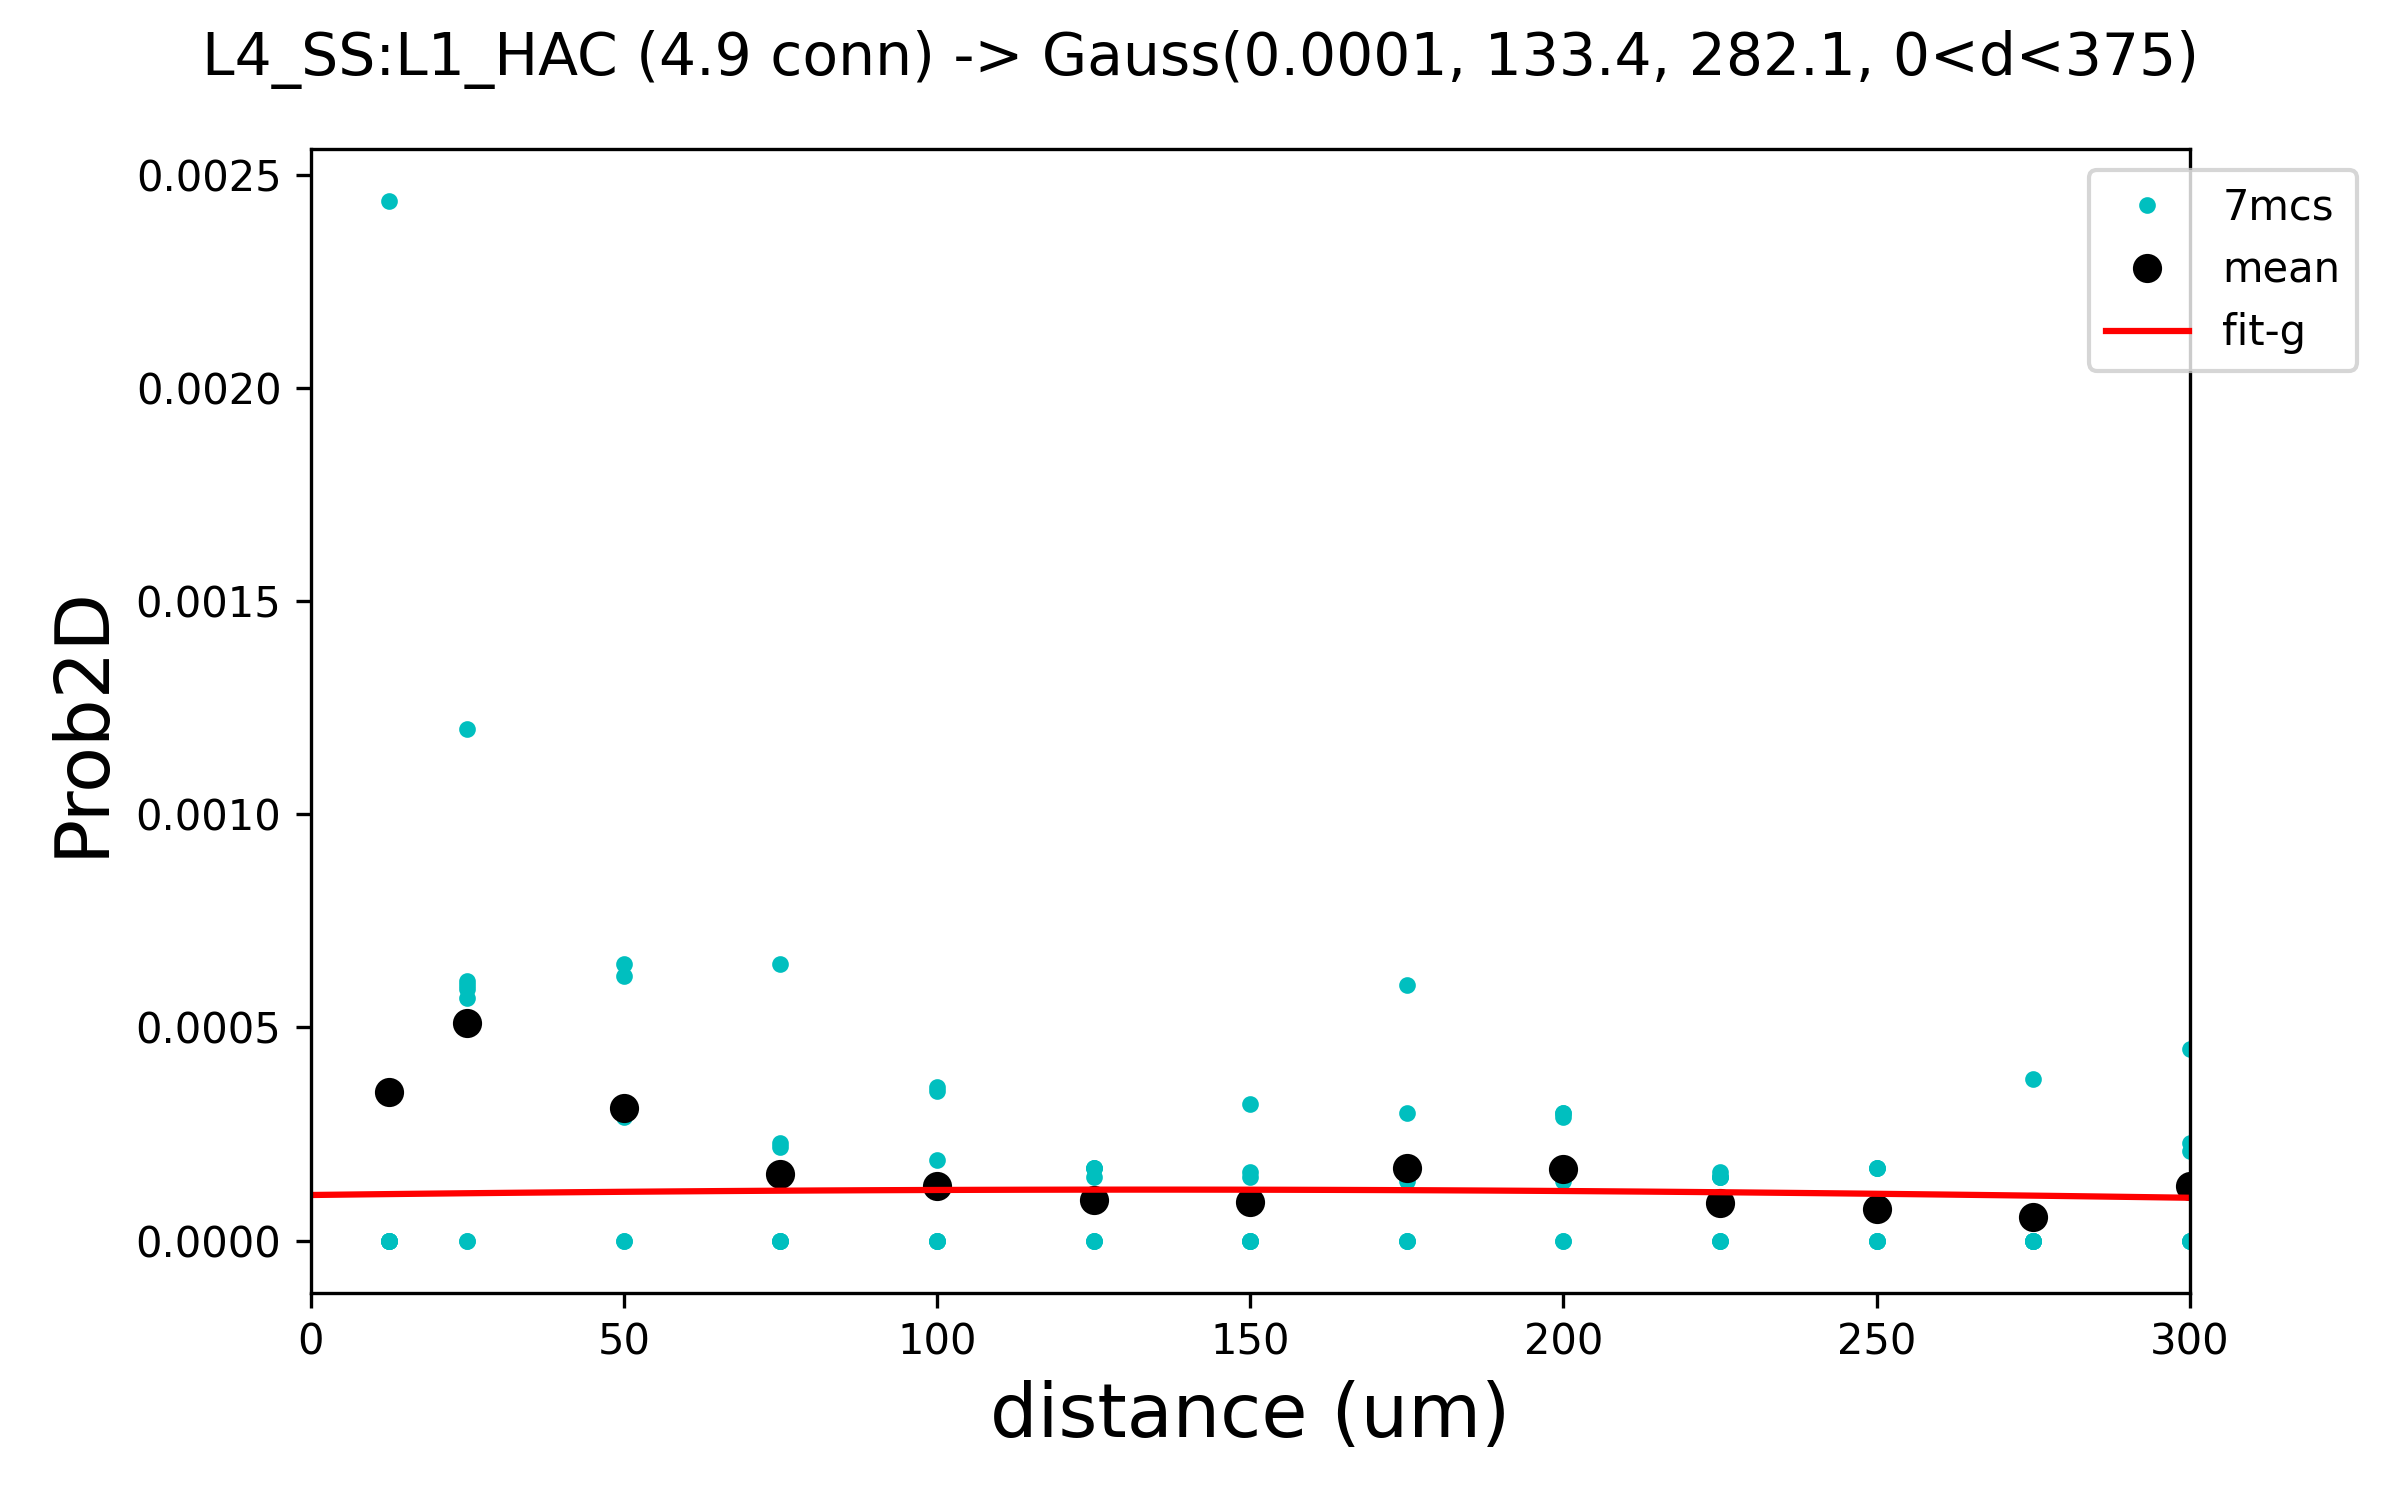 L4_SS:L1_HAC (4.9 conn) -> Gauss(0.0001, 133.4, 282.1, 0<d<375)
7mcs
mean
fit-g
Prob2D
0.0025
0.0020
0.0015
0.0010
0.0005
0.0000
0 50 100 150 200 250 300
distance (um)